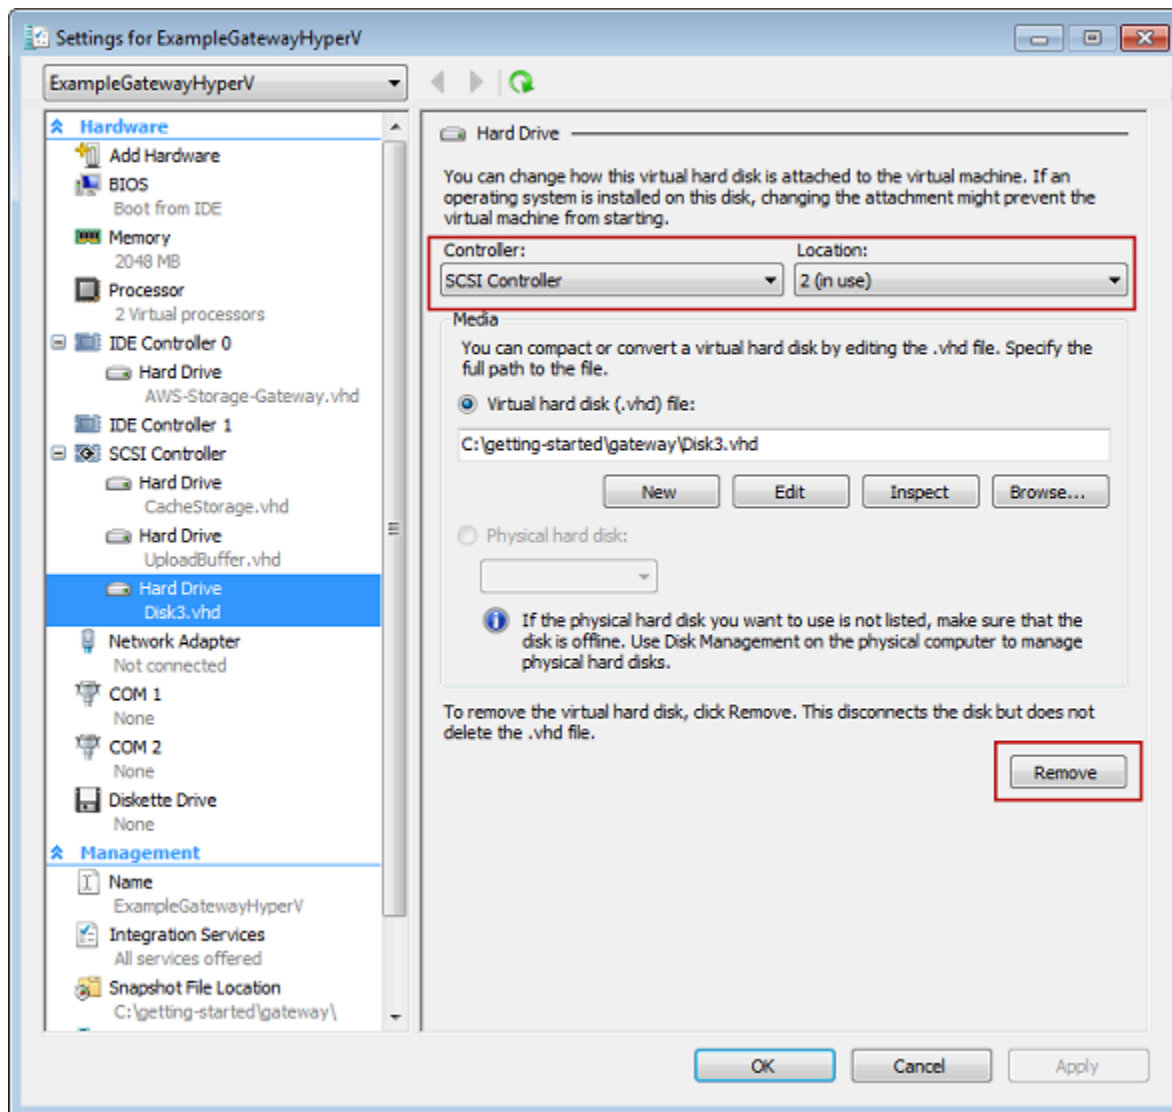 Settings for ExampleGatewayHyperV
ExampleGatewayHyperV
Hardware
Add Hardware
BIOS
Boot from IDE
Memory
2048 MB
Processor
2 Virtual processors
IDE Controller 0
Hard Drive
AWS-Storage-Gateway.vhd
IDE Controller 1
SCSI Controller
Hard Drive
CacheStorage.vhd
Hard Drive
UploadBuffer.vhd
Hard Drive
Disk3.vhd
Network Adapter
Not connected
COM 1
None
COM 2
None
Diskette Drive
None
Management
Name
ExampleGatewayHyperV
Integration Services
All services offered
Snapshot File Location
C:\getting-started\gateway\
Hard Drive
You can change how this virtual hard disk is attached to the virtual machine. If an
operating system is installed on this disk, changing the attachment might prevent the
virtual machine from starting.
Controller: Location:
SCSI Controller 2 (in use)
Media
You can compact or convert a virtual hard disk by editing the .vhd file. Specify the
full path to the file.
Virtual hard disk (.vhd) file:
C:\getting-started\gateway\Disk3.vhd
New Edit Inspect Browse...
Physical hard disk:
If the physical hard disk you want to use is not listed, make sure that the
disk is offline. Use Disk Management on the physical computer to manage
physical hard disks.
To remove the virtual hard disk, click Remove. This disconnects the disk but does not
delete the .vhd file.
Remove
OK Cancel Apply